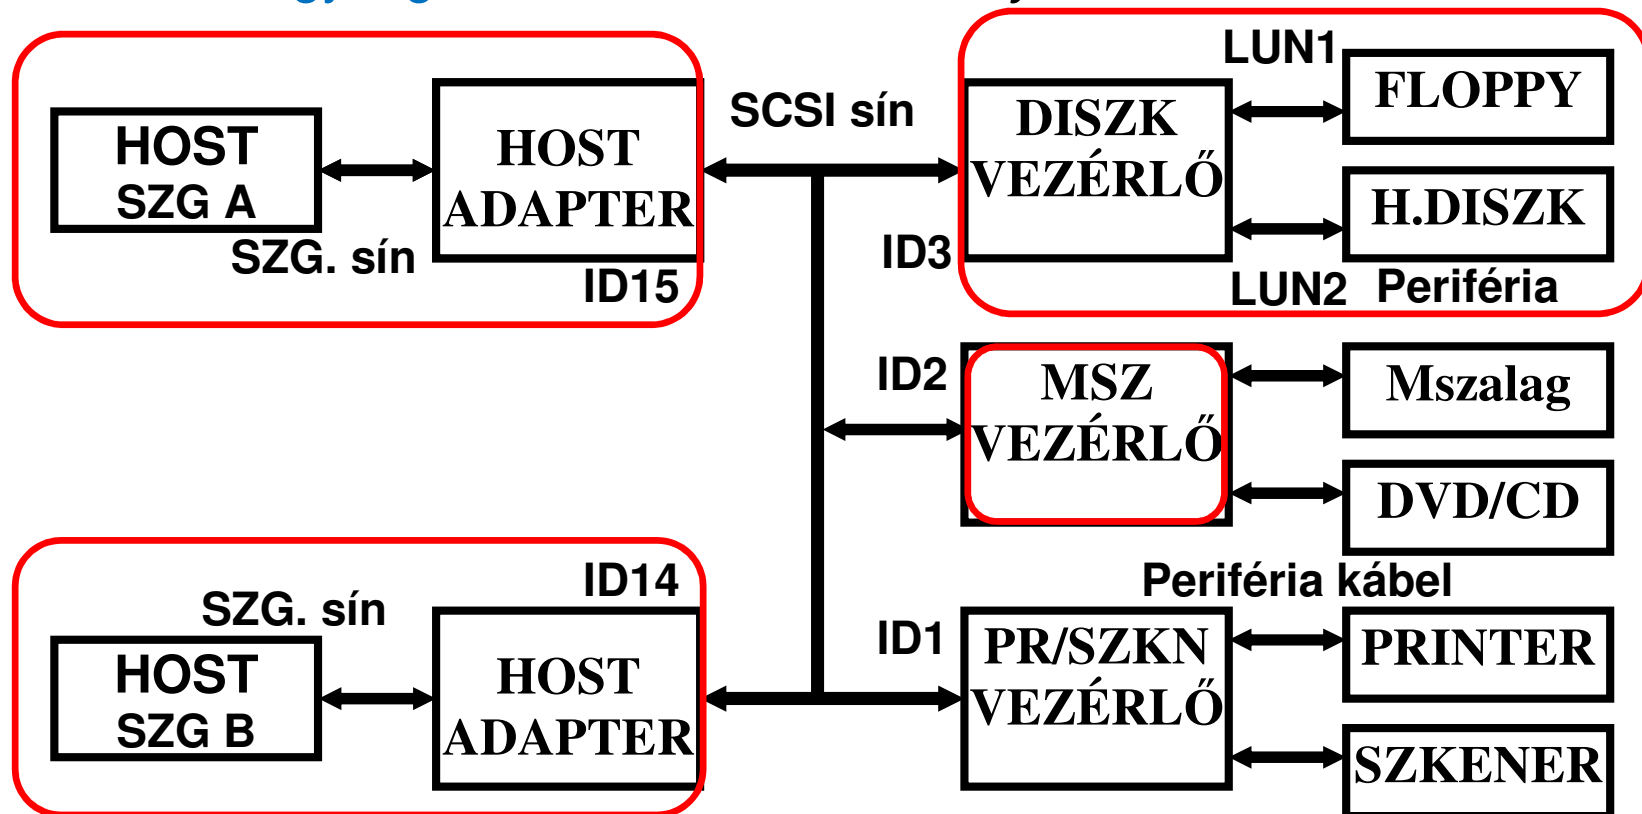 HOST
SZG A
SZG. sín
HOST
ADAPTER
ID15
SCSI sín
DISZK
VEZÉRLŐ
ID3
LUN1
FLOPPY
H.DISZK
LUN2
Periféria
ID2
MSZ
VEZÉRLŐ
Mszalag
DVD/CD
Periféria kábel
ID14
SZG. sín
HOST
SZG B
HOST
ADAPTER
ID1
PR/SZKN
VEZÉRLŐ
PRINTER
SZKENER